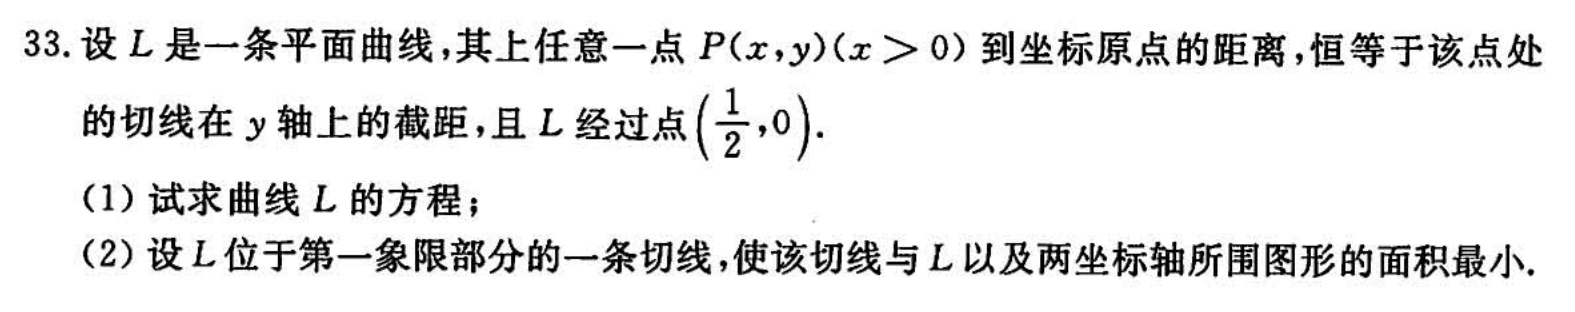 33. 设 L 是一条平面曲线,其上任意一点 P(x,y)(x > 0) 到坐标原点的距离,恒等于该点处
的切线在 y 轴上的截距,且 L 经过点(1/2,0).
(1) 试求曲线 L 的方程;
(2) 设 L 位于第一象限部分的一条切线,使该切线与 L 以及两坐标轴所围图形的面积最小.